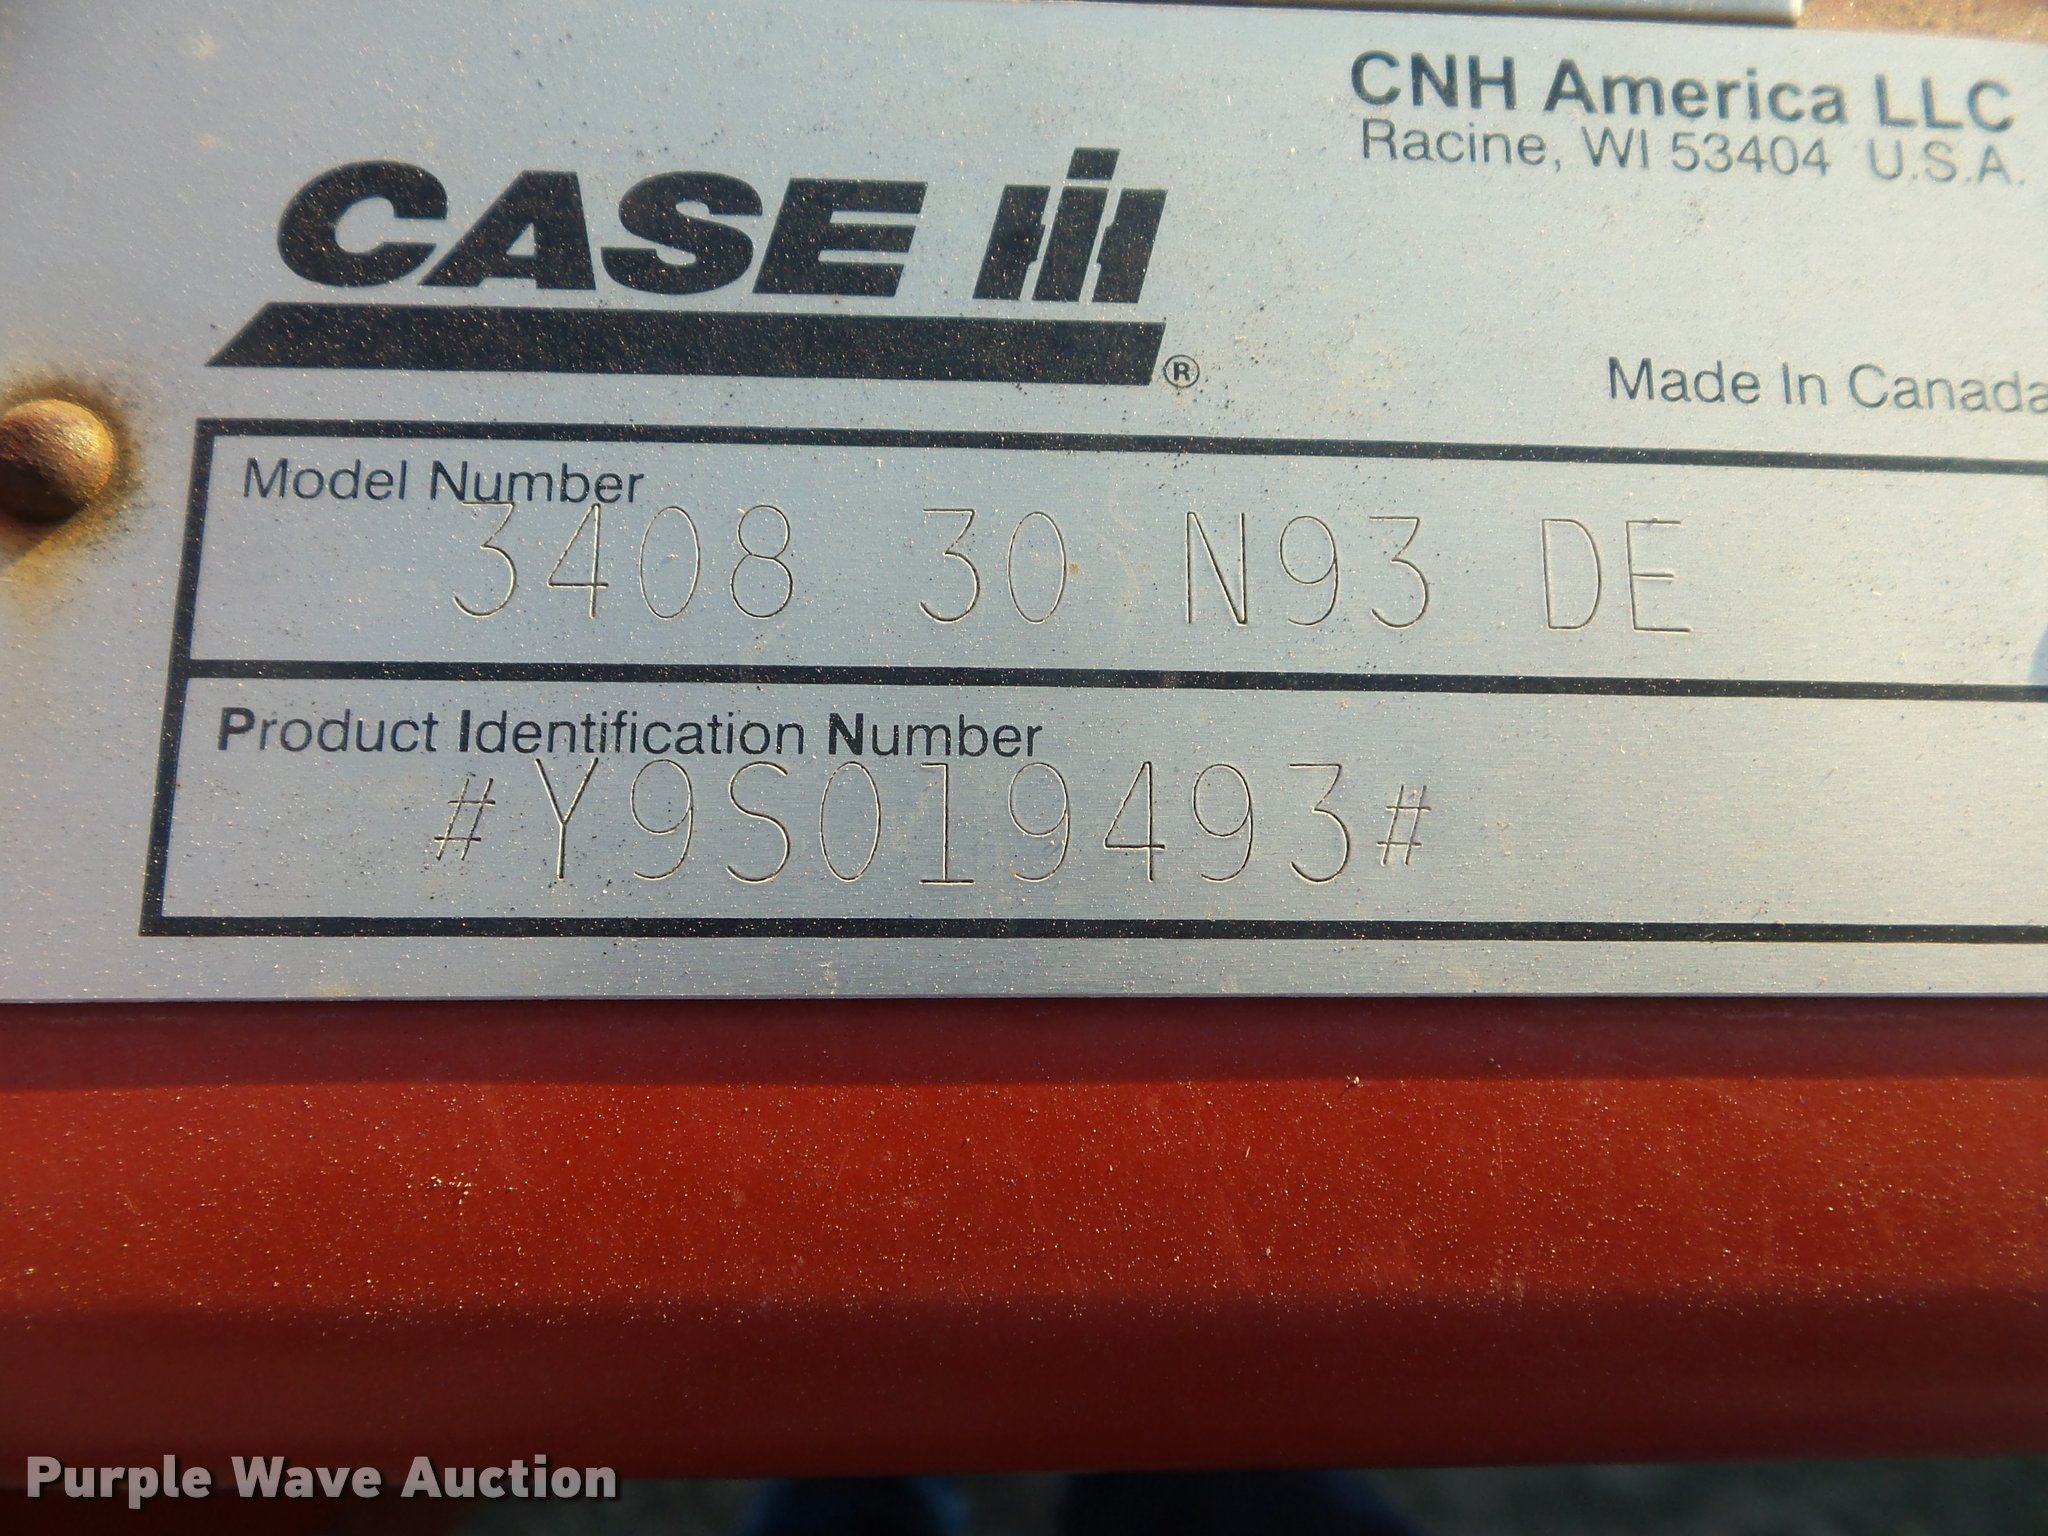 CNH America LLC
Racine, WI 53404 U.S.A.
CASE IH
®
Made In Canada
Model Number
3408 30 N93 DE
Product Identification Number
#Y9S019493#
Purple Wave Auction